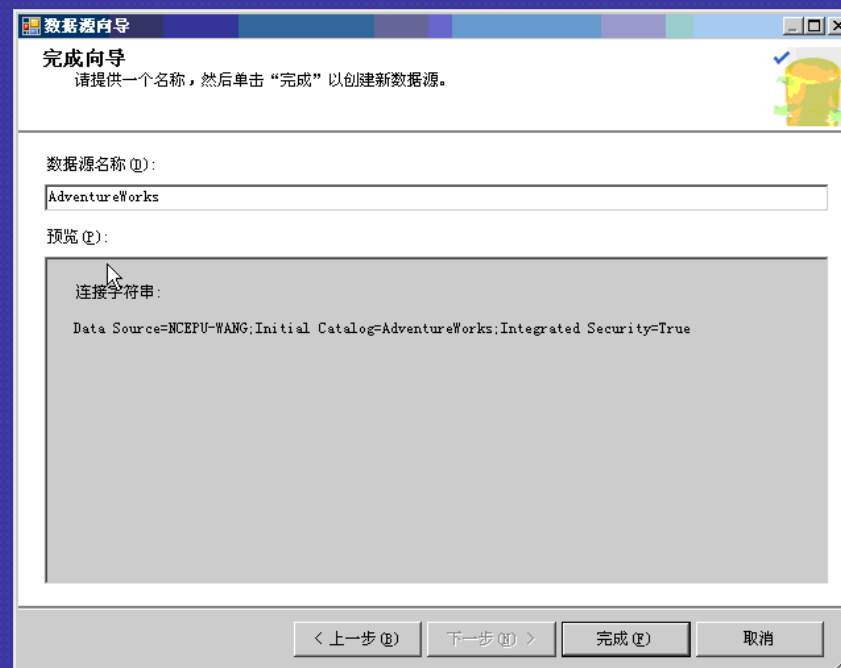 数据源向导
完成向导
请提供一个名称，然后单击“完成”以创建新数据源。
数据源名称(D):
AdventureWorks
预览(P):
连接字符串:
Data Source=NCEPU-WANG;Initial Catalog=AdventureWorks;Integrated Security=True
< 上一步(B)
下一步(N) >
完成(F)
取消